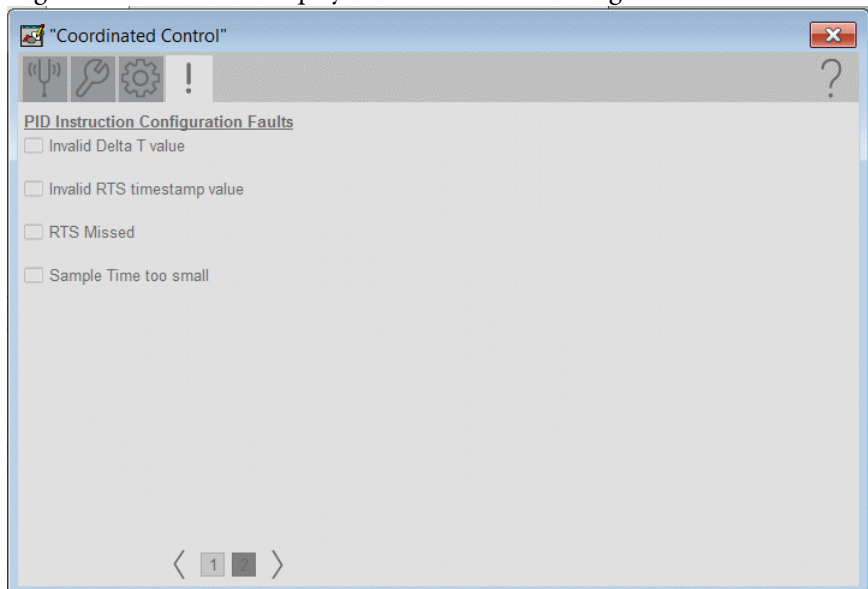 "Coordinated Control"
!
?
PID Instruction Configuration Faults
Invalid Delta T value
Invalid RTS timestamp value
RTS Missed
Sample Time too small
1 2